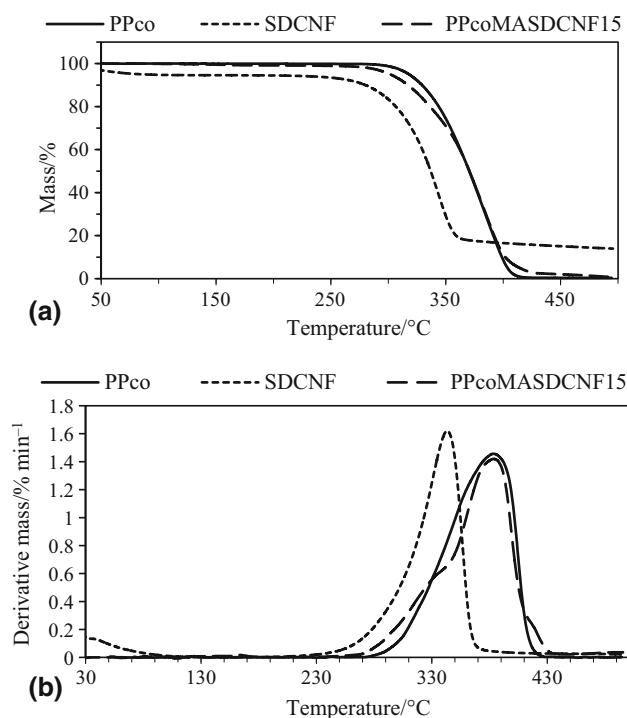 PPco SDCNF PPcoMASDCNF15
100
80
60
40
20
0
Mass/%
50 150 250 350 450
Temperature/°C
(a)
PPco SDCNF PPcoMASDCNF15
1.8
1.6
1.4
1.2
1
0.8
0.6
0.4
0.2
0
Derivative mass/% min⁻¹
30 130 230 330 430
Temperature/°C
(b)